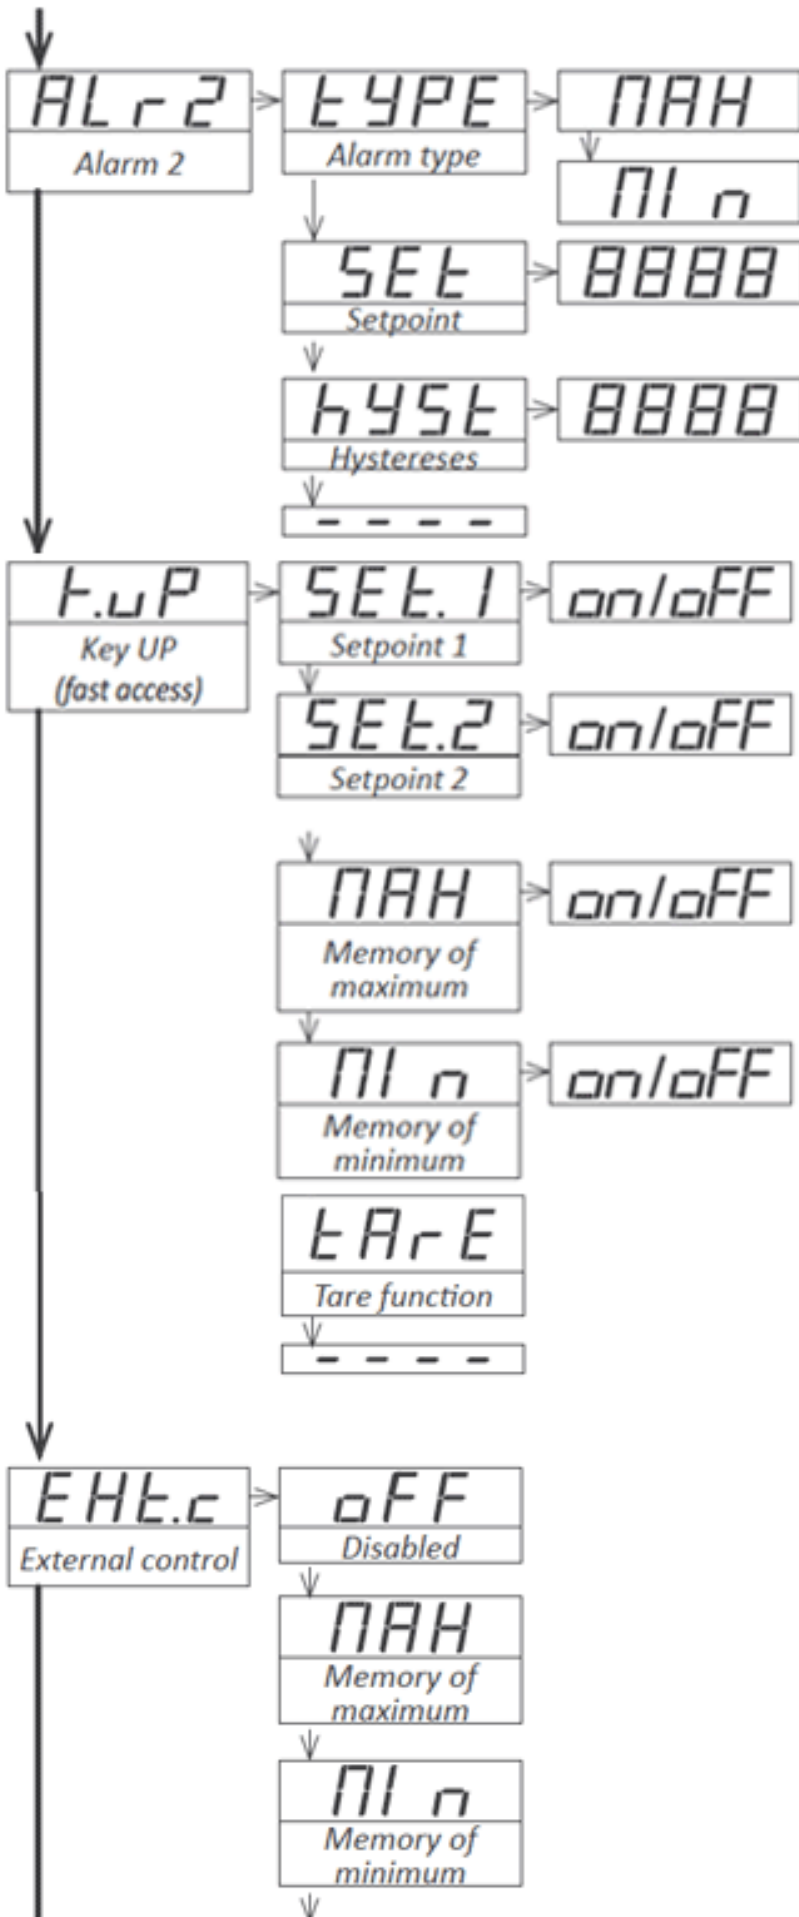 ALr2
Alarm 2
tYPE
Alarm type
MAH
MIn
SEt
Setpoint
8888
hYSt
Hystereses
8888
- - - -
k.uP
Key UP
(fast access)
SEt.1
Setpoint 1
on/oFF
SEt.2
Setpoint 2
on/oFF
MAH
Memory of
maximum
on/oFF
MIn
Memory of
minimum
on/oFF
tArE
Tare function
- - - -
EHt.c
External control
oFF
Disabled
MAH
Memory of
maximum
MIn
Memory of
minimum